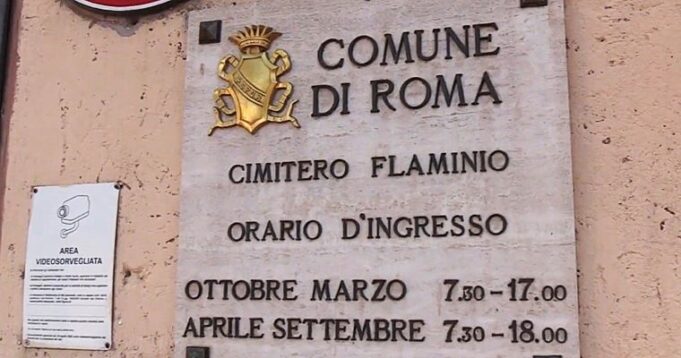 COMUNE
DI ROMA
CIMITERO FLAMINIO
ORARIO D'INGRESSO
OTTOBRE MARZO 7.30-17.00
APRILE SETTEMBRE 7.30-18.00
AREA
VIDEOSORVEGLIATA